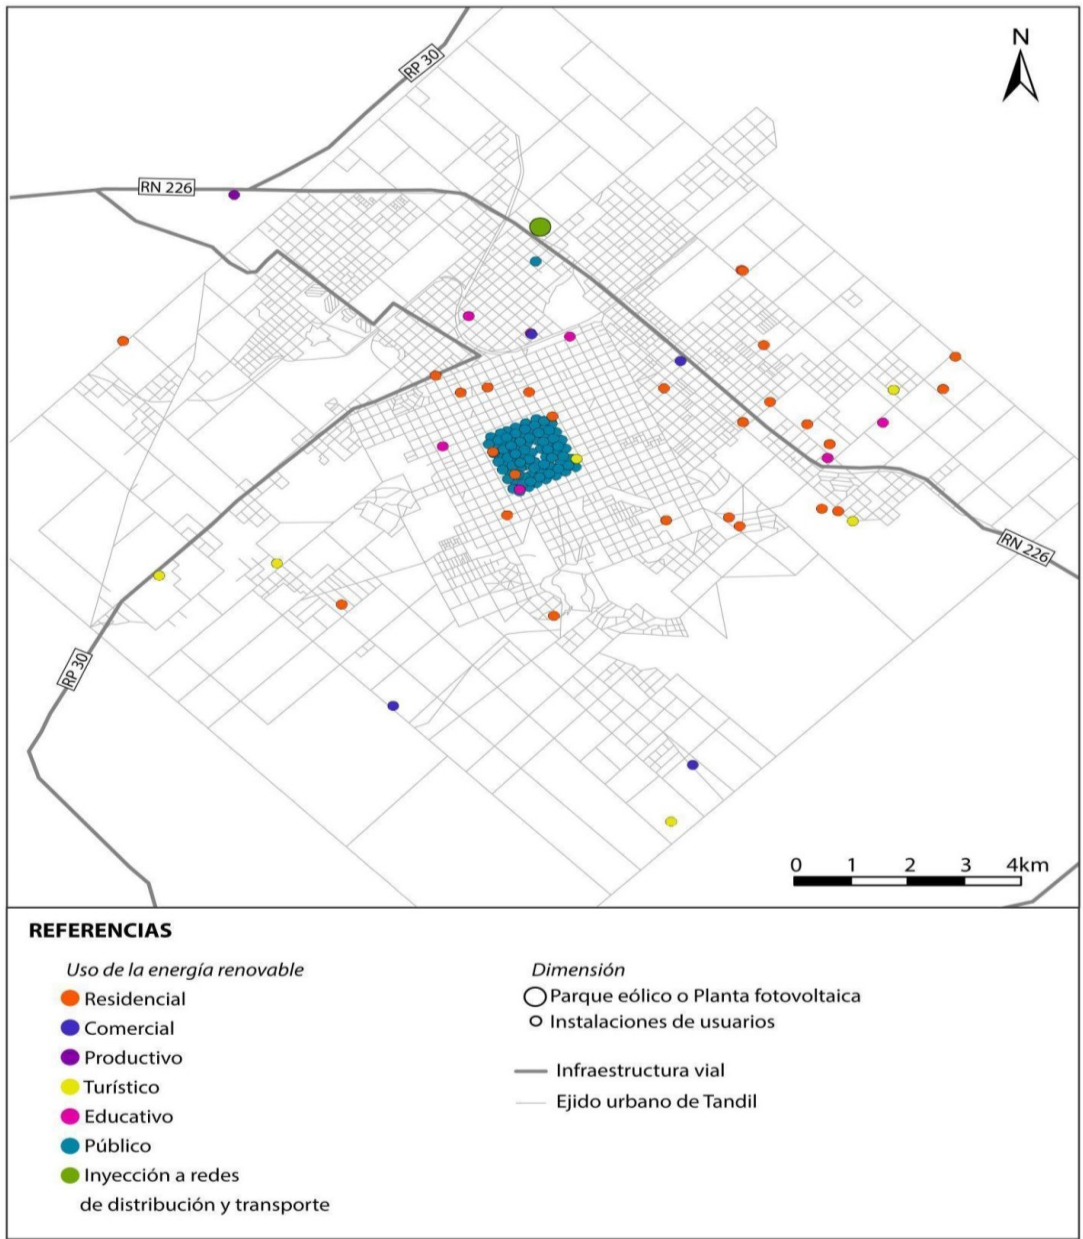 N
RP 30
RN 226
RN 226
RP 30
0 1 2 3 4km
REFERENCIAS
Uso de la energía renovable
Residencial
Comercial
Productivo
Turístico
Educativo
Público
Inyección a redes
de distribución y transporte
Dimensión
Parque eólico o Planta fotovoltaica
Instalaciones de usuarios
Infraestructura vial
Ejido urbano de Tandil